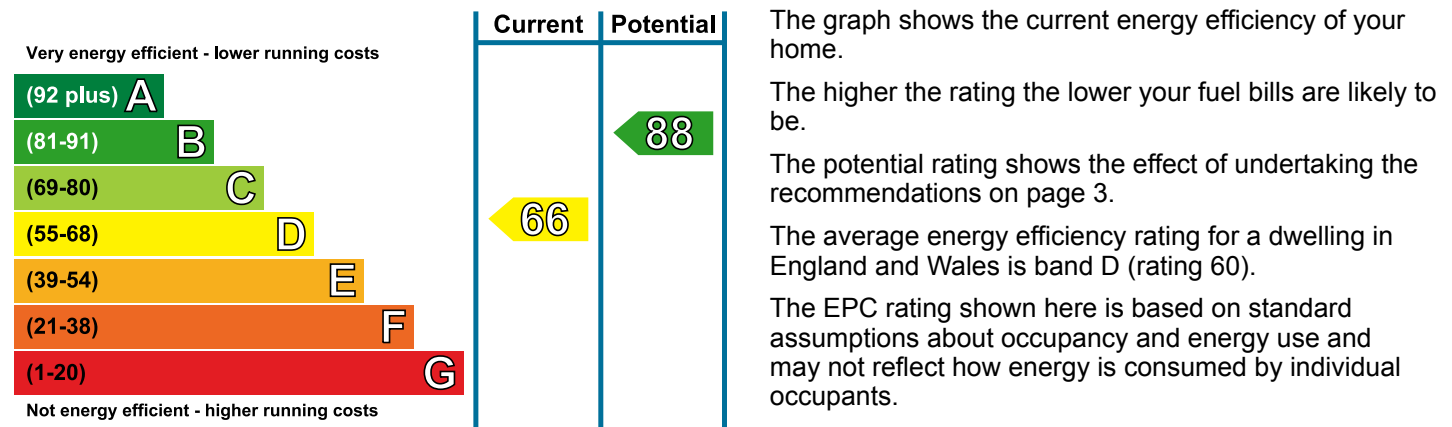 Current Potential
Very energy efficient - lower running costs
(92 plus) A
(81-91) B
88
(69-80) C
66
(55-68) D
(39-54) E
(21-38) F
(1-20) G
Not energy efficient - higher running costs
The graph shows the current energy efficiency of your
home.
The higher the rating the lower your fuel bills are likely to
be.
The potential rating shows the effect of undertaking the
recommendations on page 3.
The average energy efficiency rating for a dwelling in
England and Wales is band D (rating 60).
The EPC rating shown here is based on standard
assumptions about occupancy and energy use and
may not reflect how energy is consumed by individual
occupants.